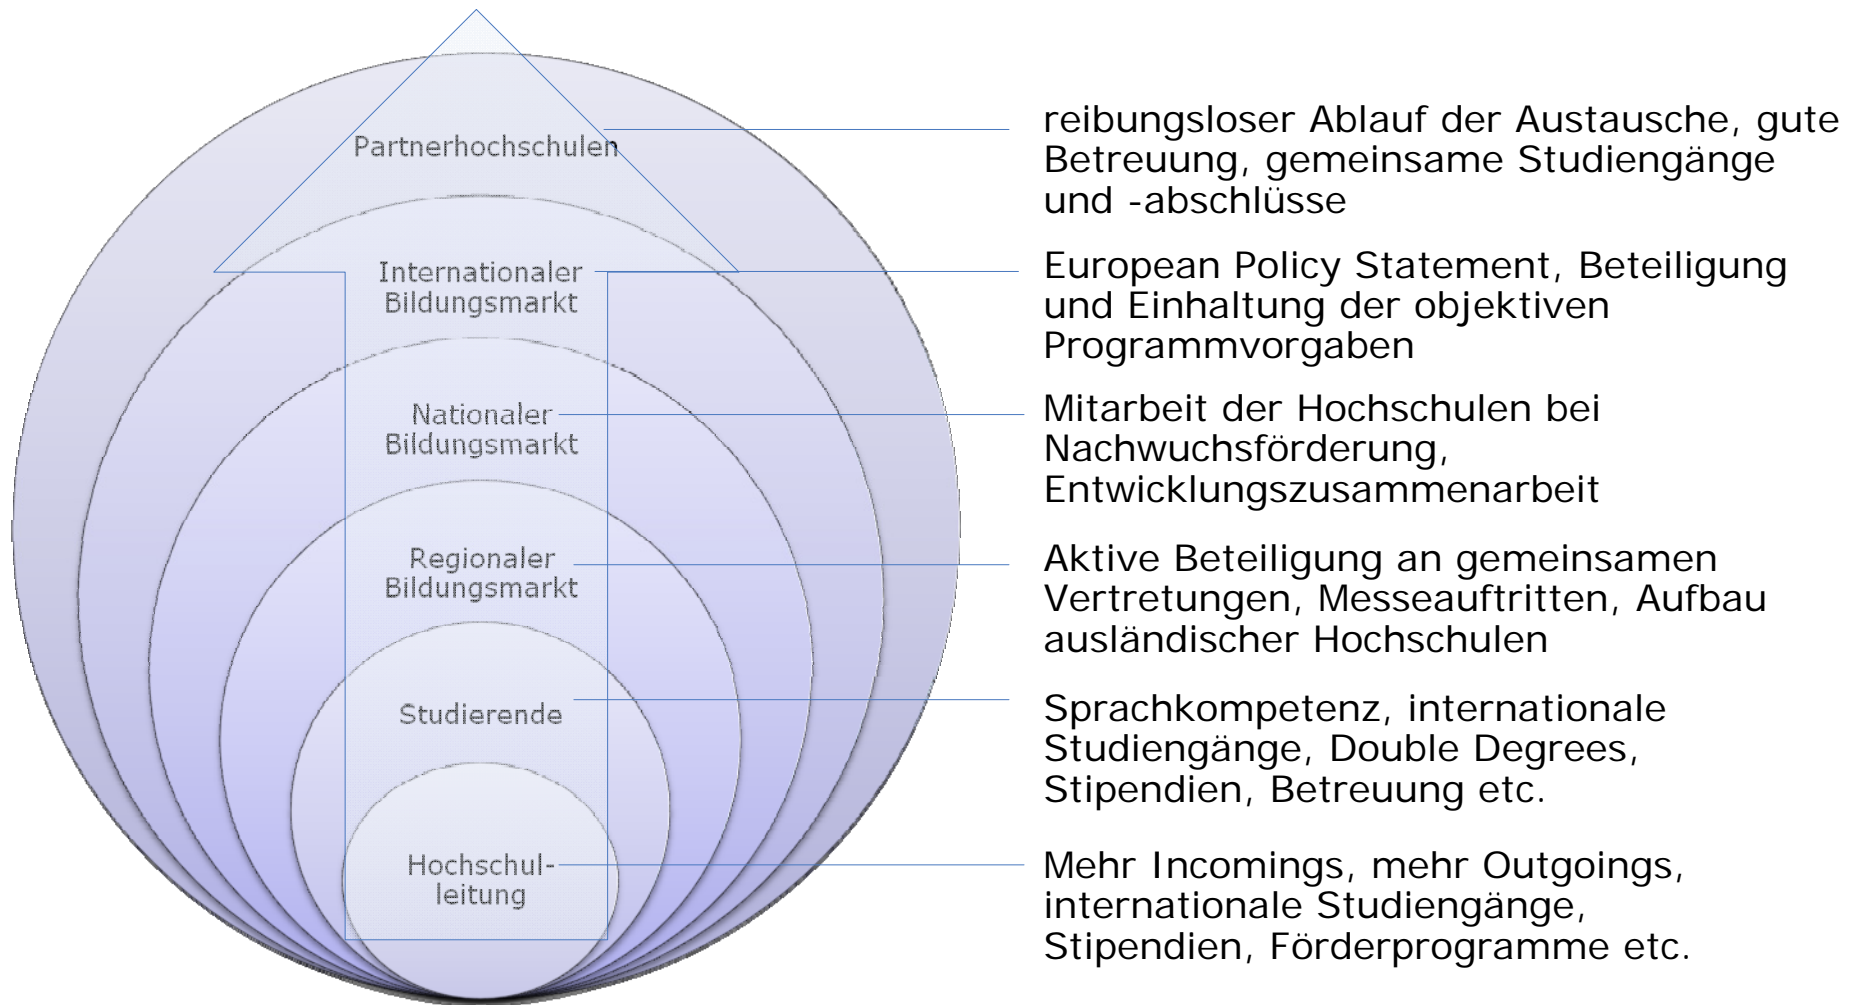 Partnerhochschulen
reibungsloser Ablauf der Austausche, gute
Betreuung, gemeinsame Studiengänge
und -abschlüsse
Internationaler
Bildungsmarkt
European Policy Statement, Beteiligung
und Einhaltung der objektiven
Programmvorgaben
Nationaler
Bildungsmarkt
Mitarbeit der Hochschulen bei
Nachwuchsförderung,
Entwicklungszusammenarbeit
Regionaler
Bildungsmarkt
Aktive Beteiligung an gemeinsamen
Vertretungen, Messeauftritten, Aufbau
ausländischer Hochschulen
Studierende
Sprachkompetenz, internationale
Studiengänge, Double Degrees,
Stipendien, Betreuung etc.
Hochschul-
leitung
Mehr Incomings, mehr Outgoings,
internationale Studiengänge,
Stipendien, Förderprogramme etc.